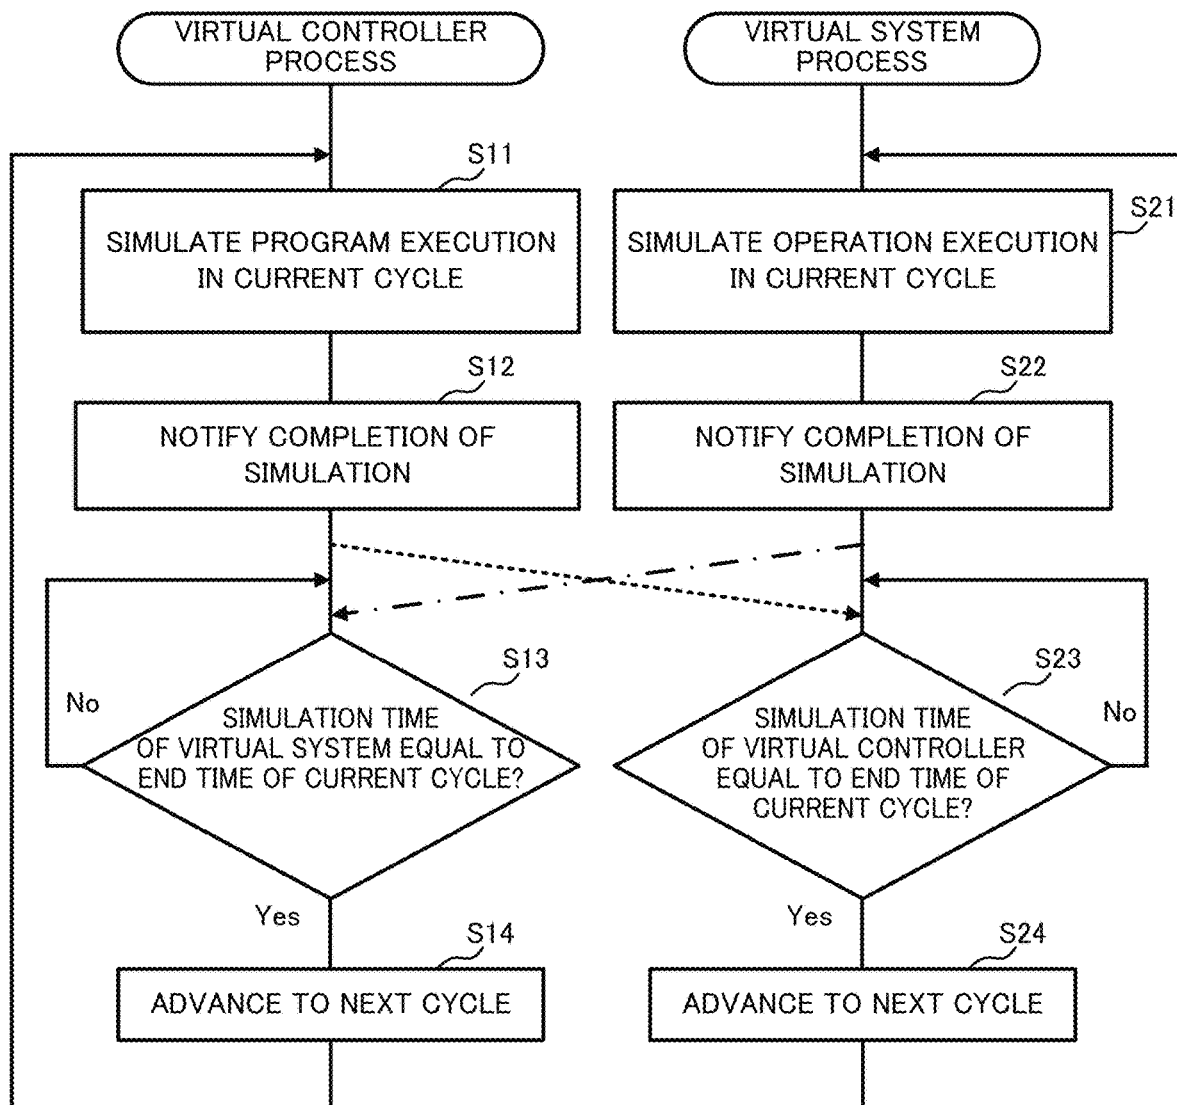 VIRTUAL CONTROLLER
PROCESS
S11
SIMULATE PROGRAM EXECUTION
IN CURRENT CYCLE
S12
NOTIFY COMPLETION OF
SIMULATION
S13
No
SIMULATION TIME
OF VIRTUAL SYSTEM EQUAL TO
END TIME OF CURRENT CYCLE?
Yes
S14
ADVANCE TO NEXT CYCLE
VIRTUAL SYSTEM
PROCESS
S21
SIMULATE OPERATION EXECUTION
IN CURRENT CYCLE
S22
NOTIFY COMPLETION OF
SIMULATION
S23
No
SIMULATION TIME
OF VIRTUAL CONTROLLER
EQUAL TO END TIME OF
CURRENT CYCLE?
Yes
S24
ADVANCE TO NEXT CYCLE